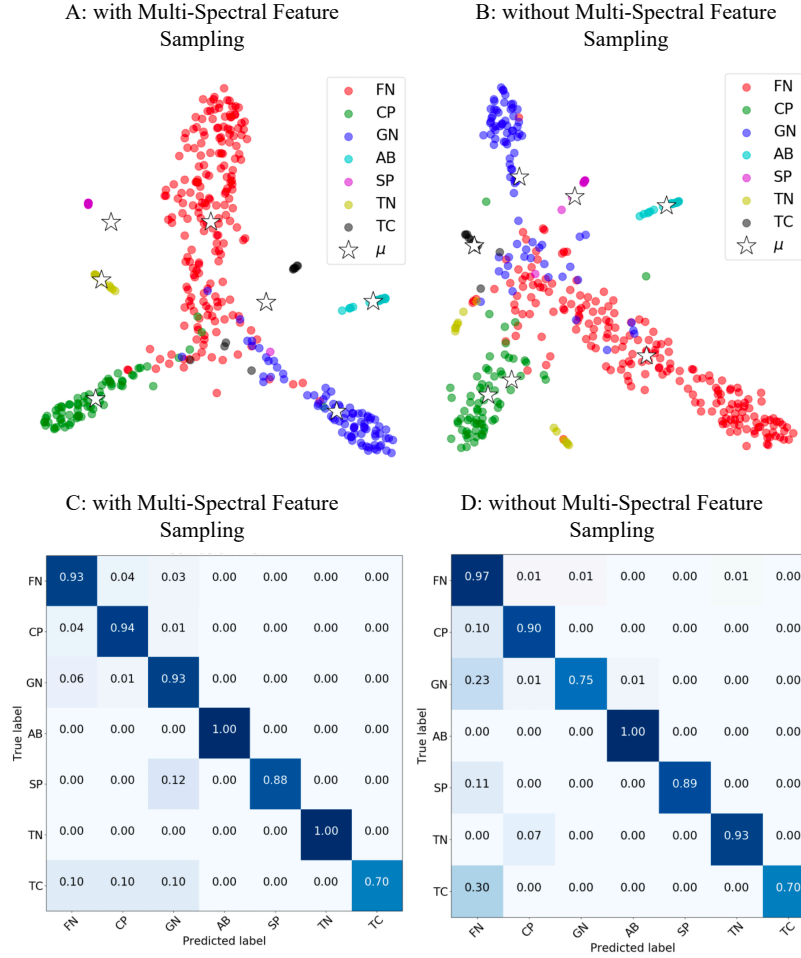 A: with Multi-Spectral Feature
Sampling
B: without Multi-Spectral Feature
Sampling
FN
CP
GN
AB
SP
TN
TC
μ
FN
CP
GN
AB
SP
TN
TC
μ
C: with Multi-Spectral Feature
Sampling
D: without Multi-Spectral Feature
Sampling
True label
FN 0.93 0.04 0.03 0.00 0.00 0.00 0.00
CP 0.04 0.94 0.01 0.00 0.00 0.00 0.00
GN 0.06 0.01 0.93 0.00 0.00 0.00 0.00
AB 0.00 0.00 0.00 1.00 0.00 0.00 0.00
SP 0.00 0.00 0.12 0.00 0.88 0.00 0.00
TN 0.00 0.00 0.00 0.00 0.00 1.00 0.00
TC 0.10 0.10 0.10 0.00 0.00 0.00 0.70
FN CP GN AB SP TN TC
Predicted label
True label
FN 0.97 0.01 0.01 0.00 0.00 0.01 0.00
CP 0.10 0.90 0.00 0.00 0.00 0.00 0.00
GN 0.23 0.01 0.75 0.01 0.00 0.00 0.00
AB 0.00 0.00 0.00 1.00 0.00 0.00 0.00
SP 0.11 0.00 0.00 0.00 0.89 0.00 0.00
TN 0.00 0.07 0.00 0.00 0.00 0.93 0.00
TC 0.30 0.00 0.00 0.00 0.00 0.00 0.70
FN CP GN AB SP TN TC
Predicted label